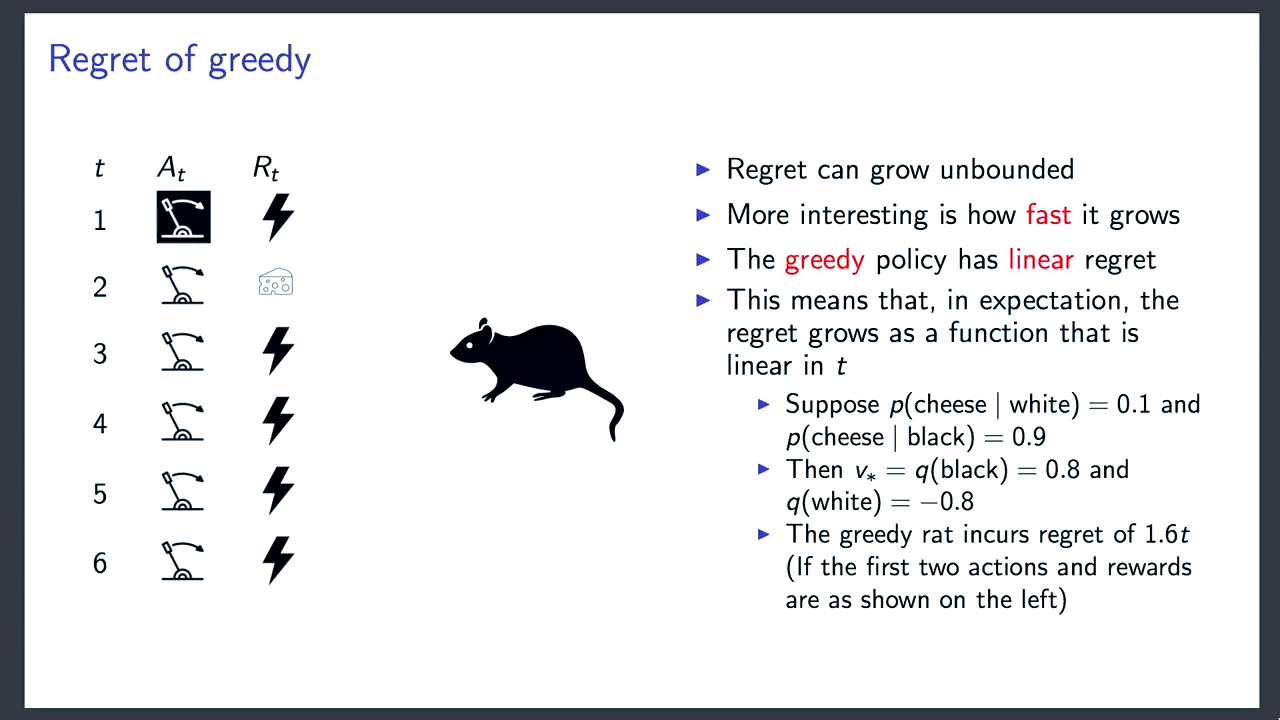 Regret of greedy
t A_t R_t
1
2
3
4
5
6
▶ Regret can grow unbounded
▶ More interesting is how fast it grows
▶ The greedy policy has linear regret
▶ This means that, in expectation, the
regret grows as a function that is
linear in t
▶ Suppose p(cheese | white) = 0.1 and
p(cheese | black) = 0.9
▶ Then v_* = q(black) = 0.8 and
q(white) = −0.8
▶ The greedy rat incurs regret of 1.6t
(If the first two actions and rewards
are as shown on the left)